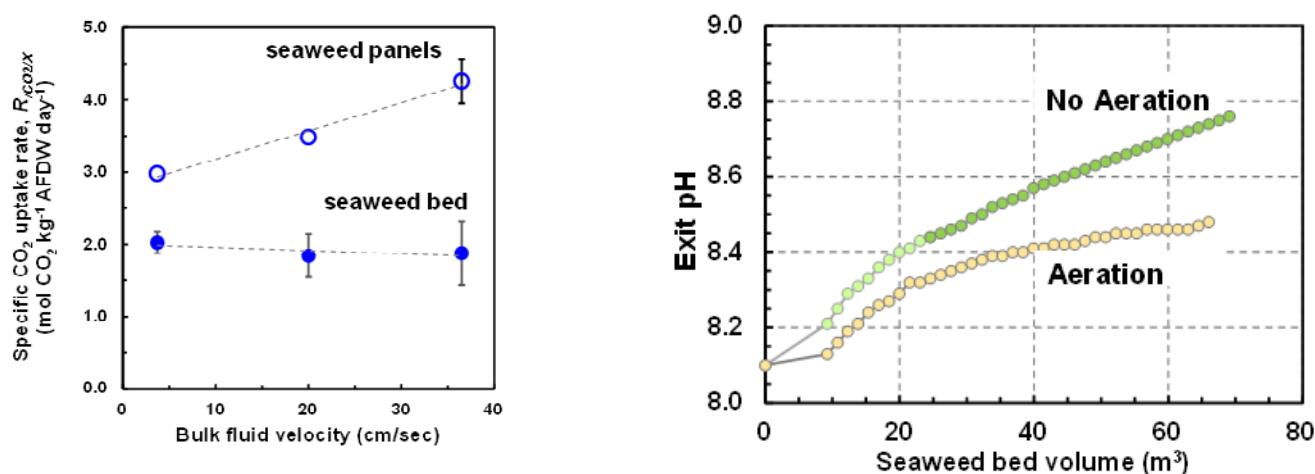 5.0
4.0
3.0
2.0
1.0
0.0
0
10
20
30
40
seaweed panels
seaweed bed
Specific CO₂ uptake rate, R,CO2/X
(mol CO₂ kg⁻¹ AFDW day⁻¹)
Bulk fluid velocity (cm/sec)
9.0
8.8
8.6
8.4
8.2
8.0
0
20
40
60
80
No Aeration
Aeration
Exit pH
Seaweed bed volume (m³)